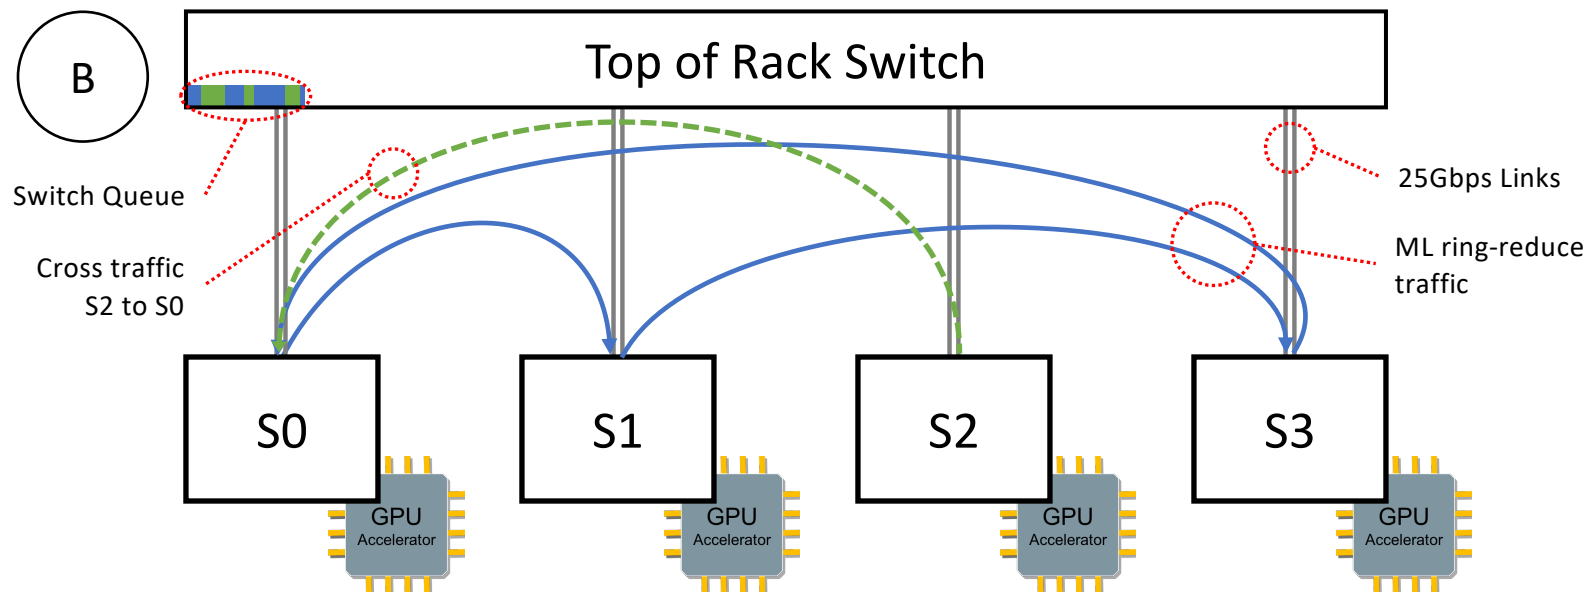 B
Top of Rack Switch
Switch Queue
25Gbps Links
Cross traffic
S2 to S0
ML ring-reduce
traffic
S0
S1
S2
S3
GPU
Accelerator
GPU
Accelerator
GPU
Accelerator
GPU
Accelerator